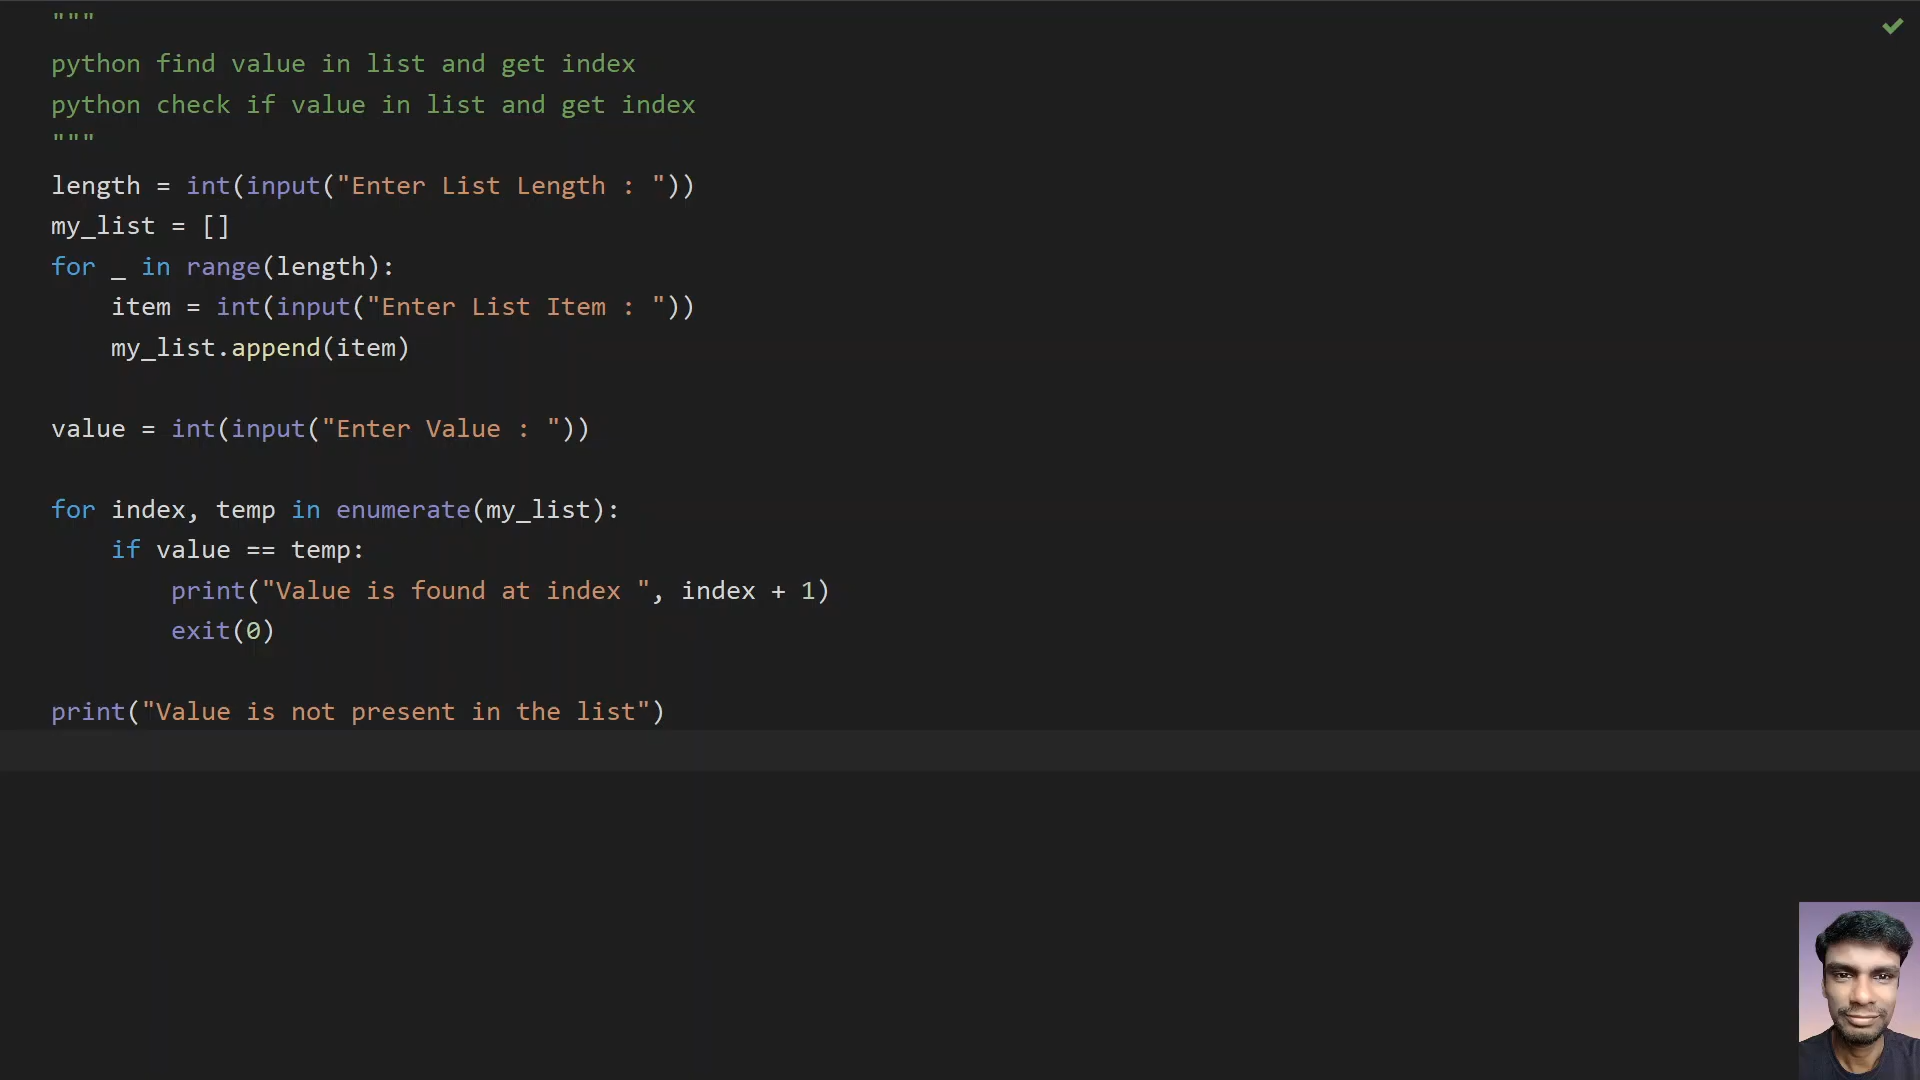 """
python find value in list and get index
python check if value in list and get index
"""
length = int(input("Enter List Length : "))
my_list = []
for _ in range(length):
    item = int(input("Enter List Item : "))
    my_list.append(item)

value = int(input("Enter Value : "))

for index, temp in enumerate(my_list):
    if value == temp:
        print("Value is found at index ", index + 1)
        exit(0)

print("Value is not present in the list")